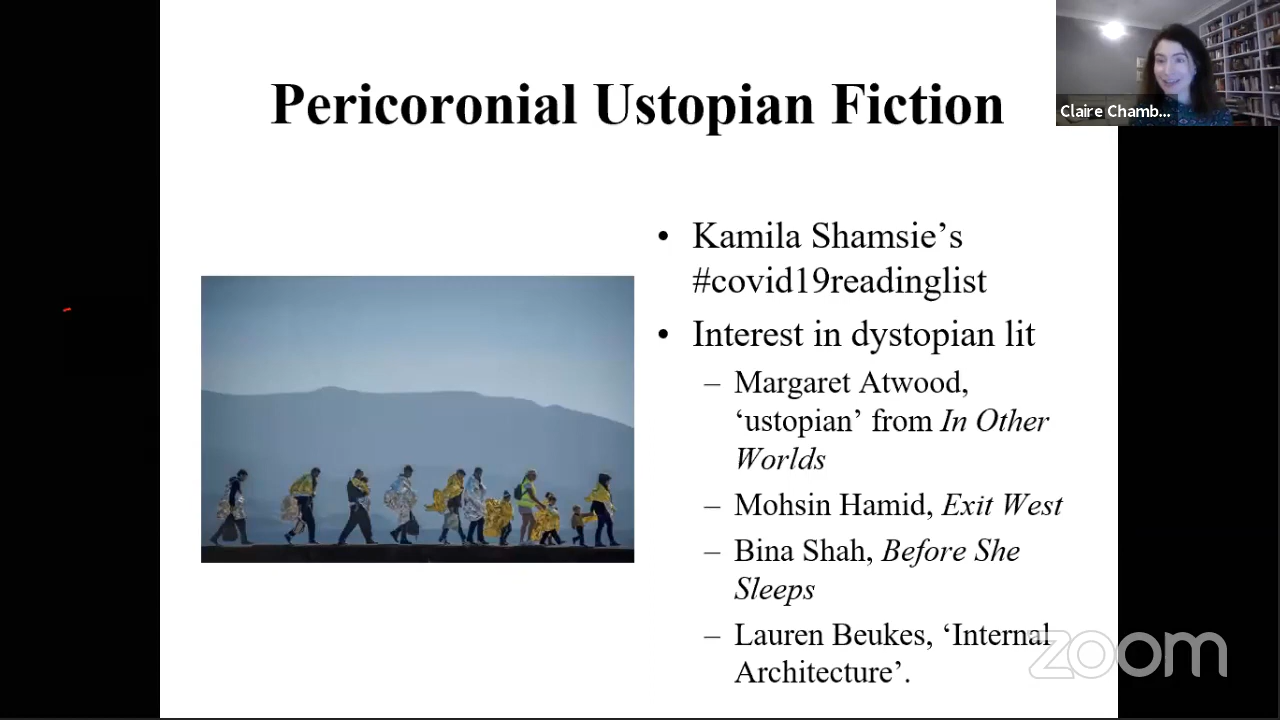 Pericoronial Ustopian Fiction
Claire Chamb...
• Kamila Shamsie’s
#covid19readinglist
• Interest in dystopian lit
– Margaret Atwood,
‘ustopian’ from In Other
Worlds
– Mohsin Hamid, Exit West
– Bina Shah, Before She
Sleeps
– Lauren Beukes, ‘Internal
Architecture’.
zoom